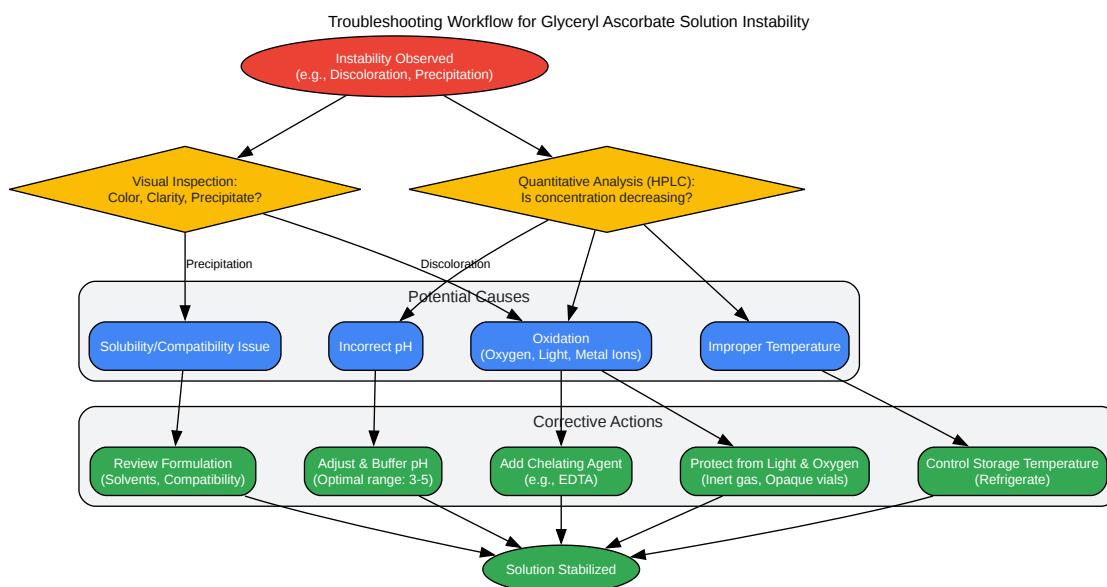 Troubleshooting Workflow for Glyceryl Ascorbate Solution Instability
Instability Observed
(e.g., Discoloration, Precipitation)
Visual Inspection:
Color, Clarity, Precipitate?
Quantitative Analysis (HPLC):
Is concentration decreasing?
Precipitation
Discoloration
Potential Causes
Solubility/Compatibility Issue
Incorrect pH
Oxidation
(Oxygen, Light, Metal Ions)
Improper Temperature
Corrective Actions
Review Formulation
(Solvents, Compatibility)
Adjust & Buffer pH
(Optimal range: 3-5)
Add Chelating Agent
(e.g., EDTA)
Protect from Light & Oxygen
(Inert gas, Opaque vials)
Control Storage Temperature
(Refrigerate)
Solution Stabilized